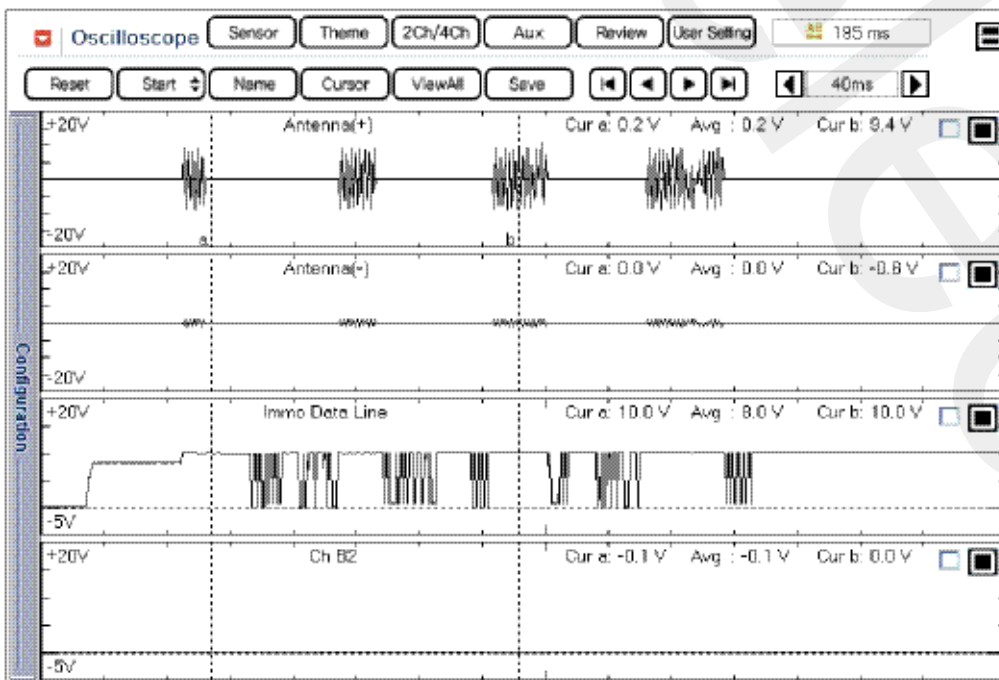 Oscilloscope Sensor Theme 2Ch/4Ch Aux Review User Setting 185 ms
Reset Start Name Cursor ViewAll Save 40ms
+20V Antenna(+) Cur a: 0.2 V Avg : 0.2 V Cur b: 9.4 V
-20V a b
+20V Antenna(-) Cur a: 0.0 V Avg : 0.0 V Cur b: -0.6 V
-20V
Configuration
+20V Immo Data Line Cur a: 10.0 V Avg : 8.0 V Cur b: 10.0 V
-5V
+20V Ch B2 Cur a: -0.1 V Avg : -0.1 V Cur b: 0.0 V
-5V